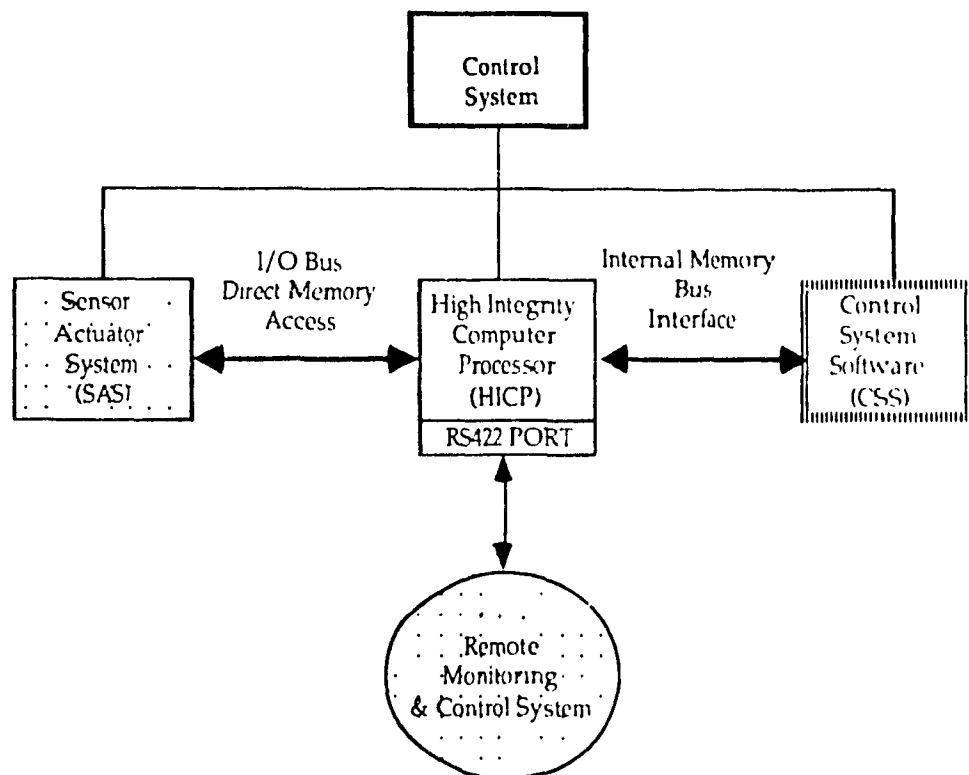 Control
System
I/O Bus
Direct Memory
Access
Internal Memory
Bus
Interface
Sensor
Actuator
System
(SAS)
High Integrity
Computer
Processor
(HICP)
RS422 PORT
Control
System
Software
(CSS)
Remote
Monitoring
& Control System